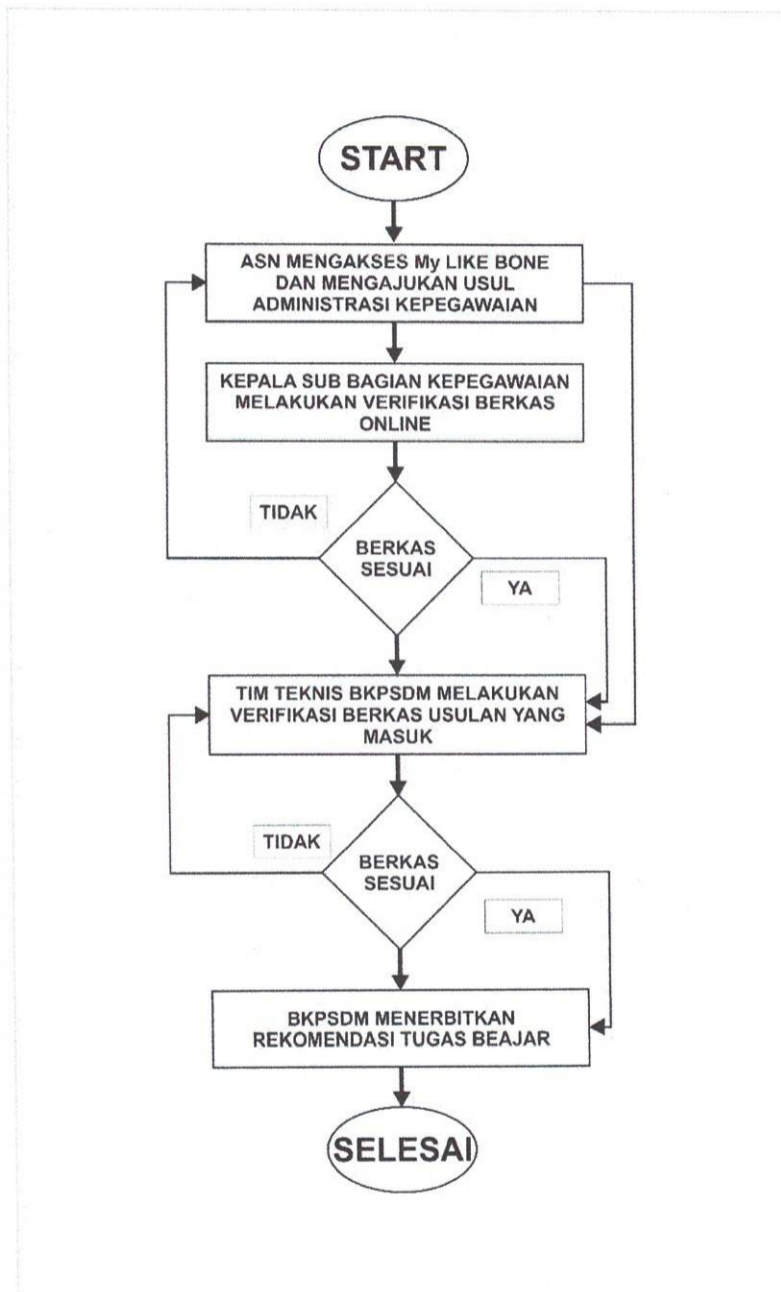 START
ASN MENGAKSES My LIKE BONE
DAN MENGAJUKAN USUL
ADMINISTRASI KEPEGAWAIAN
KEPALA SUB BAGIAN KEPEGAWAIAN
MELAKUKAN VERIFIKASI BERKAS
ONLINE
TIDAK
BERKAS
SESUAI
YA
TIM TEKNIS BKPSDM MELAKUKAN
VERIFIKASI BERKAS USULAN YANG
MASUK
TIDAK
BERKAS
SESUAI
YA
BKPSDM MENERBITKAN
REKOMENDASI TUGAS BEAJAR
SELESAI